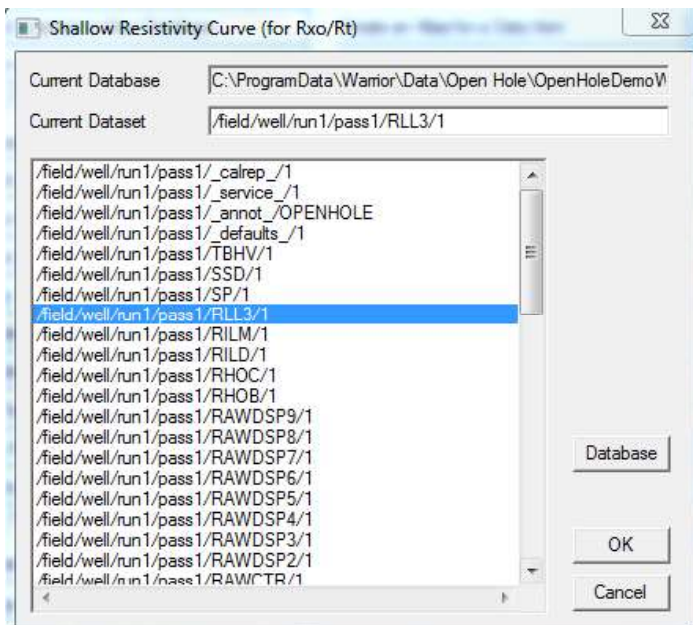 Shallow Resistivity Curve (for Rxo/Rt)
Current Database C:\ProgramData\Warrior\Data\Open Hole\OpenHoleDemoW
Current Dataset /field/well/run1/pass1/RLL3/1
/field/well/run1/pass1/_calrep_/1
/field/well/run1/pass1/_service_/1
/field/well/run1/pass1/_annot_/OPENHOLE
/field/well/run1/pass1/_defaults_/1
/field/well/run1/pass1/TBHV/1
/field/well/run1/pass1/SSD/1
/field/well/run1/pass1/SP/1
/field/well/run1/pass1/RLL3/1
/field/well/run1/pass1/RILM/1
/field/well/run1/pass1/RILD/1
/field/well/run1/pass1/RHOC/1
/field/well/run1/pass1/RHOB/1
/field/well/run1/pass1/RAWDSP9/1
/field/well/run1/pass1/RAWDSP8/1
/field/well/run1/pass1/RAWDSP7/1
/field/well/run1/pass1/RAWDSP6/1
/field/well/run1/pass1/RAWDSP5/1
/field/well/run1/pass1/RAWDSP4/1
/field/well/run1/pass1/RAWDSP3/1
/field/well/run1/pass1/RAWDSP2/1
/field/well/run1/pass1/RAWCTR/1
Database
OK
Cancel